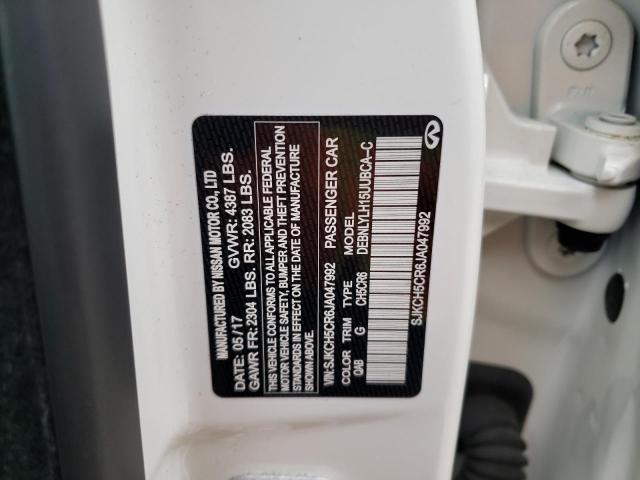 MANUFACTURED BY NISSAN MOTOR CO., LTD
DATE: 05/17 GVWR: 4387 LBS.
GAWR FR: 2304 LBS. RR: 2083 LBS.
THIS VEHICLE CONFORMS TO ALL APPLICABLE FEDERAL
MOTOR VEHICLE SAFETY, BUMPER AND THEFT PREVENTION
STANDARDS IN EFFECT ON THE DATE OF MANUFACTURE
SHOWN ABOVE.
VIN:SJKCH5CR6JA047992 PASSENGER CAR
COLOR TRIM TYPE MODEL
QAB G CH5CR6 DEBNLYLH15UUBCA-C
SJKCH5CR6JA047992